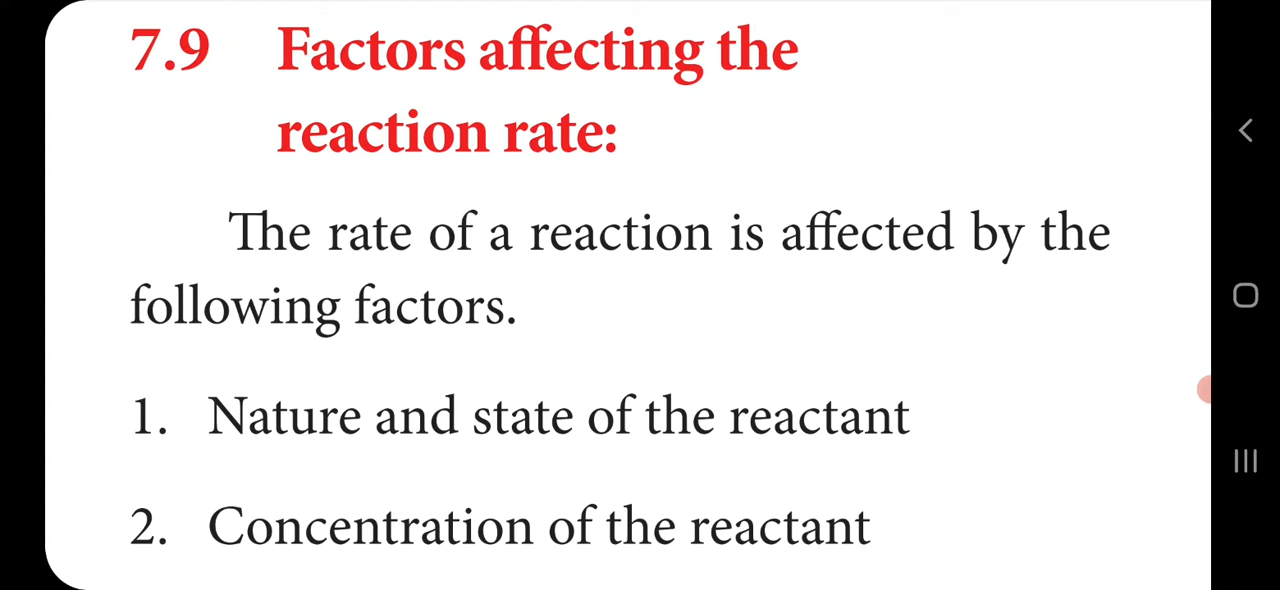 7.9 Factors affecting the
reaction rate:
The rate of a reaction is affected by the
following factors.
1. Nature and state of the reactant
2. Concentration of the reactant